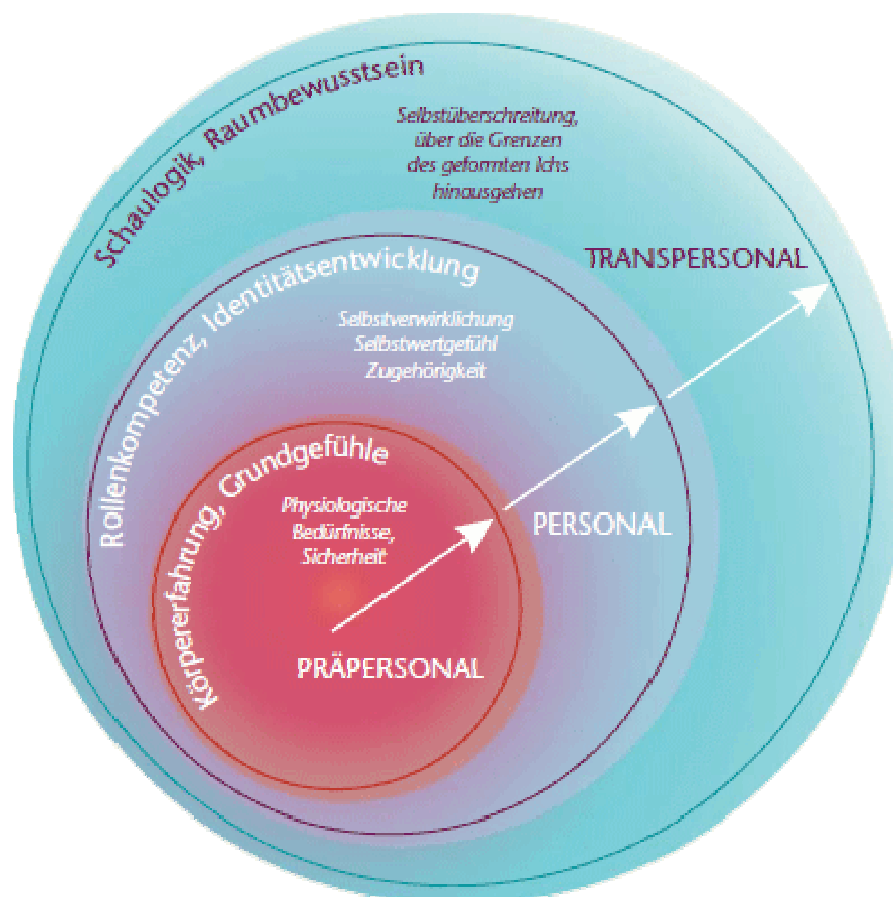 Schaulogik, Raumbewusstsein
Selbstüberschreitung,
über die Grenzen
des geformten Ichs
hinausgehen
TRANSPERSONAL
Rollenkompetenz, Identitätsentwicklung
Selbstverwirklichung
Selbstwertgefühl
Zugehörigkeit
PERSONAL
Körpererfahrung, Grundgefühle
Physiologische
Bedürfnisse,
Sicherheit
PRÄPERSONAL